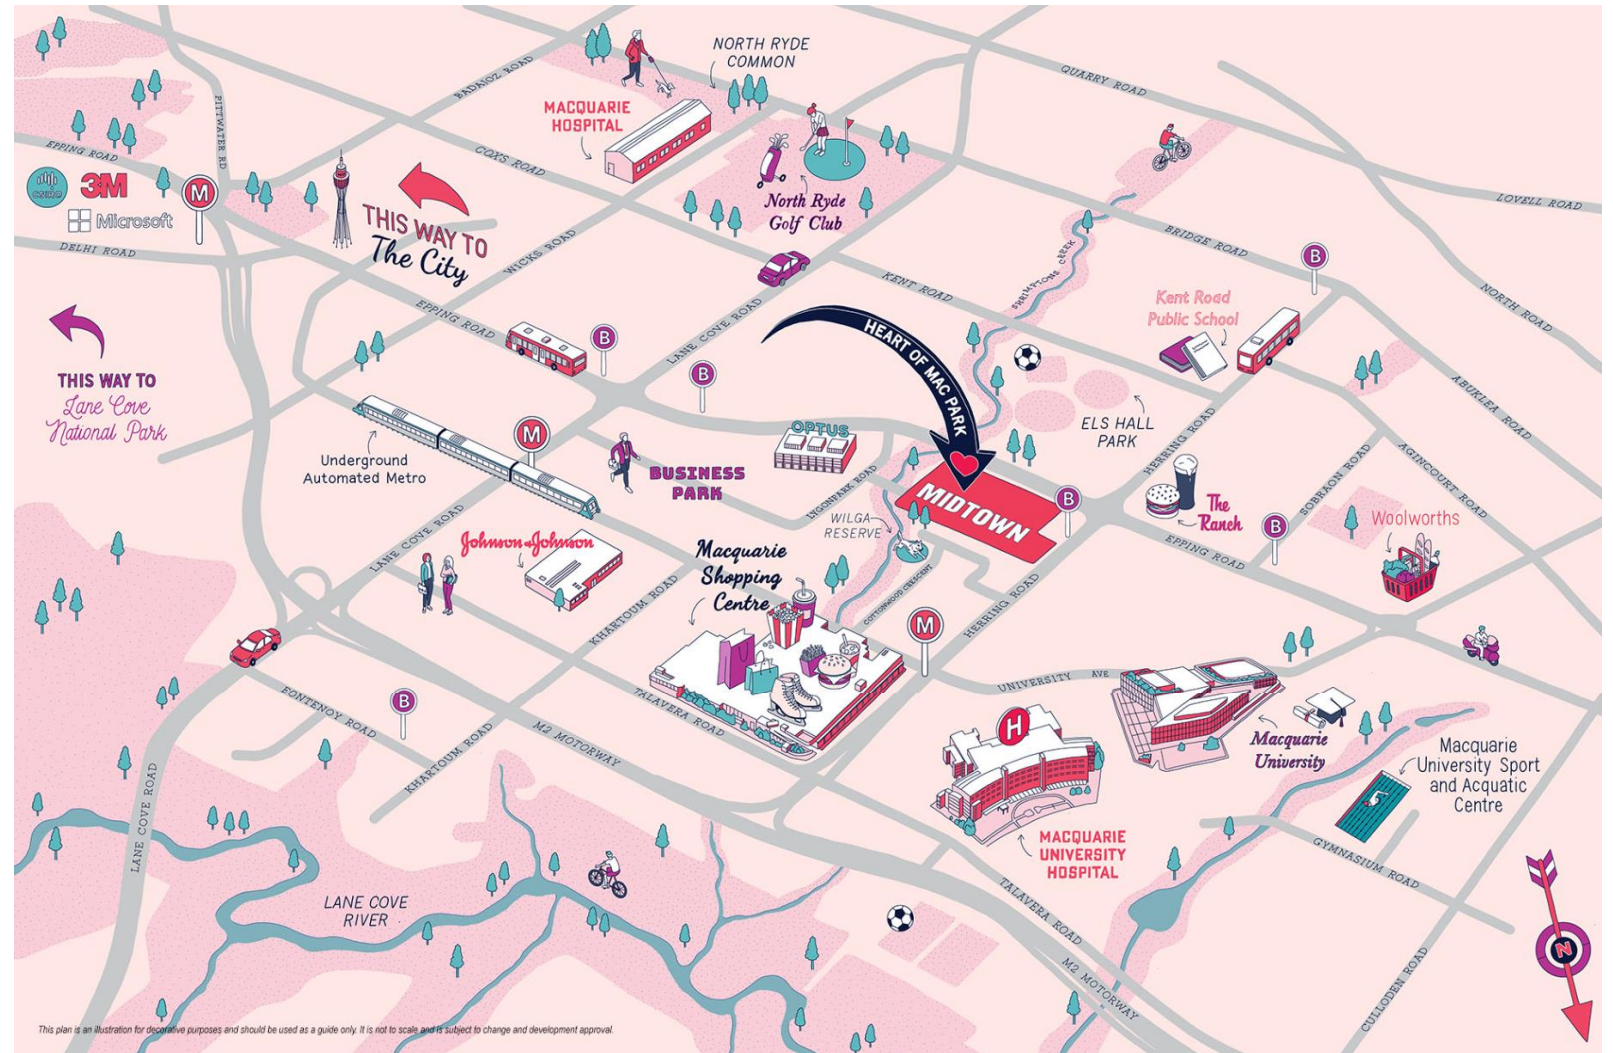 NORTH RYDE
COMMON
QUARRY ROAD
BADAJOZ ROAD
PITTWATER RD
MACQUARIE
HOSPITAL
COXS ROAD
EPPING ROAD
CSIRO
3M
M
Microsoft
DELHI ROAD
THIS WAY TO
The City
WICKS ROAD
North Ryde
Golf Club
LOVELL ROAD
BRIDGE ROAD
SHRIMPTONS CREEK
KENT ROAD
B
NORTH ROAD
Kent Road
Public School
EPPING ROAD
LANE COVE ROAD
HEART OF MAC PARK
B
B
THIS WAY TO
Lane Cove
National Park
ABUKLEA ROAD
ELS HALL
PARK
HERRING ROAD
OPTUS
M
Underground
Automated Metro
BUSINESS
PARK
LYONPARK ROAD
MIDTOWN
B
The
Ranch
SOBRAON ROAD
AGINCOURT ROAD
Woolworths
B
WILGA
RESERVE
EPPING ROAD
LANE COVE ROAD
Johnson & Johnson
Macquarie
Shopping
Centre
KHARTOUM ROAD
COTTONWOOD CRESCENT
HERRING ROAD
M
UNIVERSITY AVE
FONTENOY ROAD
B
TALAVERA ROAD
M2 MOTORWAY
KHARTOUM ROAD
H
Macquarie
University
Macquarie
University Sport
and Acquatic
Centre
LANE COVE ROAD
MACQUARIE
UNIVERSITY
HOSPITAL
GYMNASIUM ROAD
LANE COVE
RIVER
TALAVERA ROAD
M2 MOTORWAY
CULLODEN ROAD
N
This plan is an illustration for decorative purposes and should be used as a guide only. It is not to scale and is subject to change and development approval.